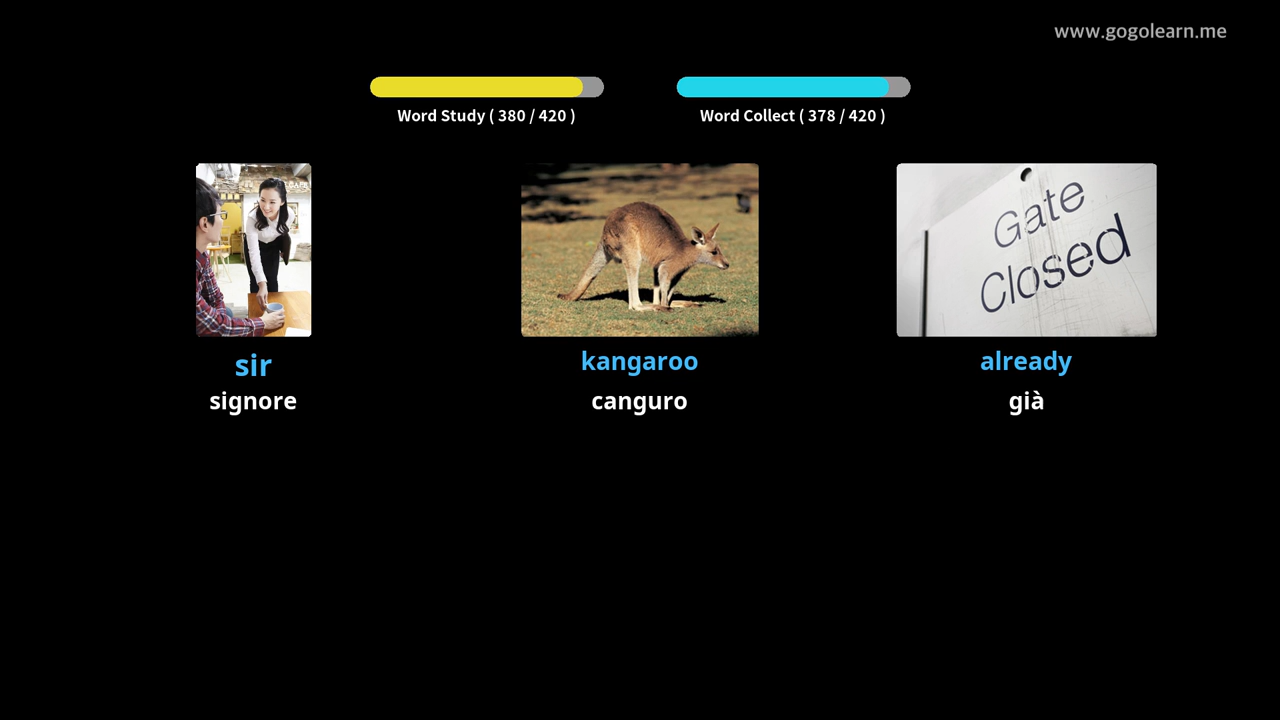 www.gogolearn.me
Word Study ( 380 / 420 )
Word Collect ( 378 / 420 )
Gate
Closed
sir
kangaroo
already
signore
canguro
già